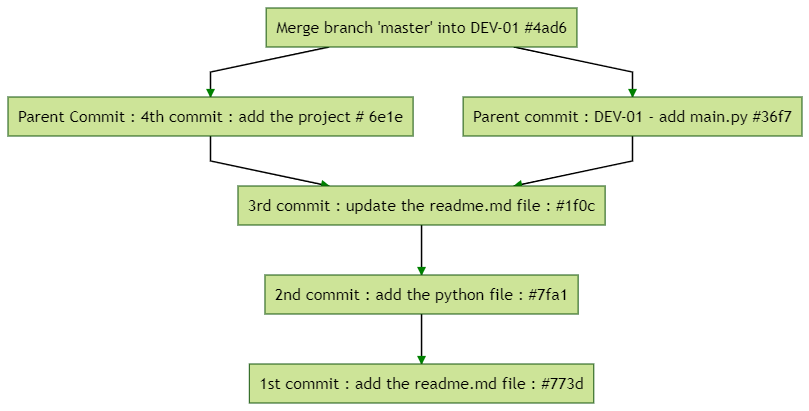 Merge branch 'master' into DEV-01 #4ad6
Parent Commit : 4th commit : add the project # 6e1e
Parent commit : DEV-01 - add main.py #36f7
3rd commit : update the readme.md file : #1f0c
2nd commit : add the python file : #7fa1
1st commit : add the readme.md file : #773d